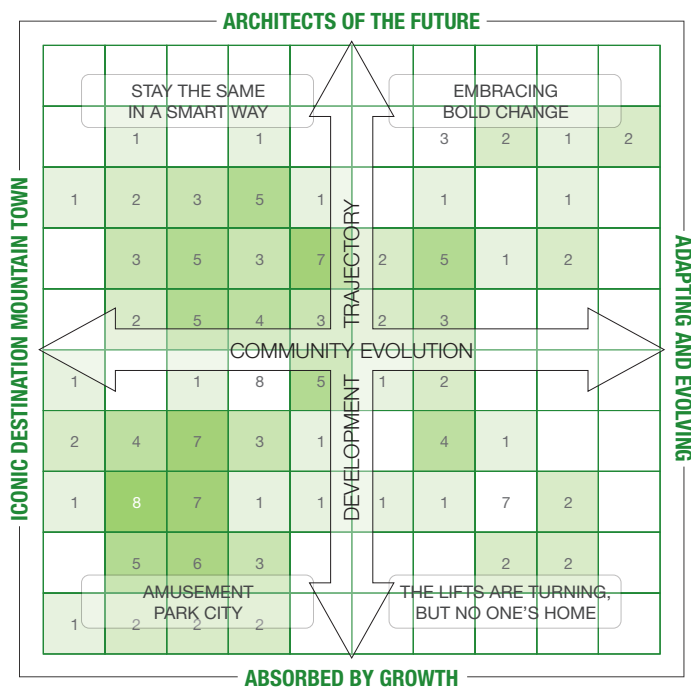 ARCHITECTS OF THE FUTURE
STAY THE SAME
IN A SMART WAY
EMBRACING
BOLD CHANGE
1 1 3 2 1 2
1 2 3 5 1 1 1
3 5 3 7 2 5 1 2
2 5 4 3 2 3
TRAJECTORY
ICONIC DESTINATION MOUNTAIN TOWN
COMMUNITY EVOLUTION
ADAPTING AND EVOLVING
DEVELOPMENT
1 1 8 5 1 2
2 4 7 3 1 4 1
1 8 7 1 1 1 1 7 2
5 6 3 2 2
AMUSEMENT
PARK CITY
THE LIFTS ARE TURNING,
BUT NO ONE'S HOME
1 2 2 2
ABSORBED BY GROWTH